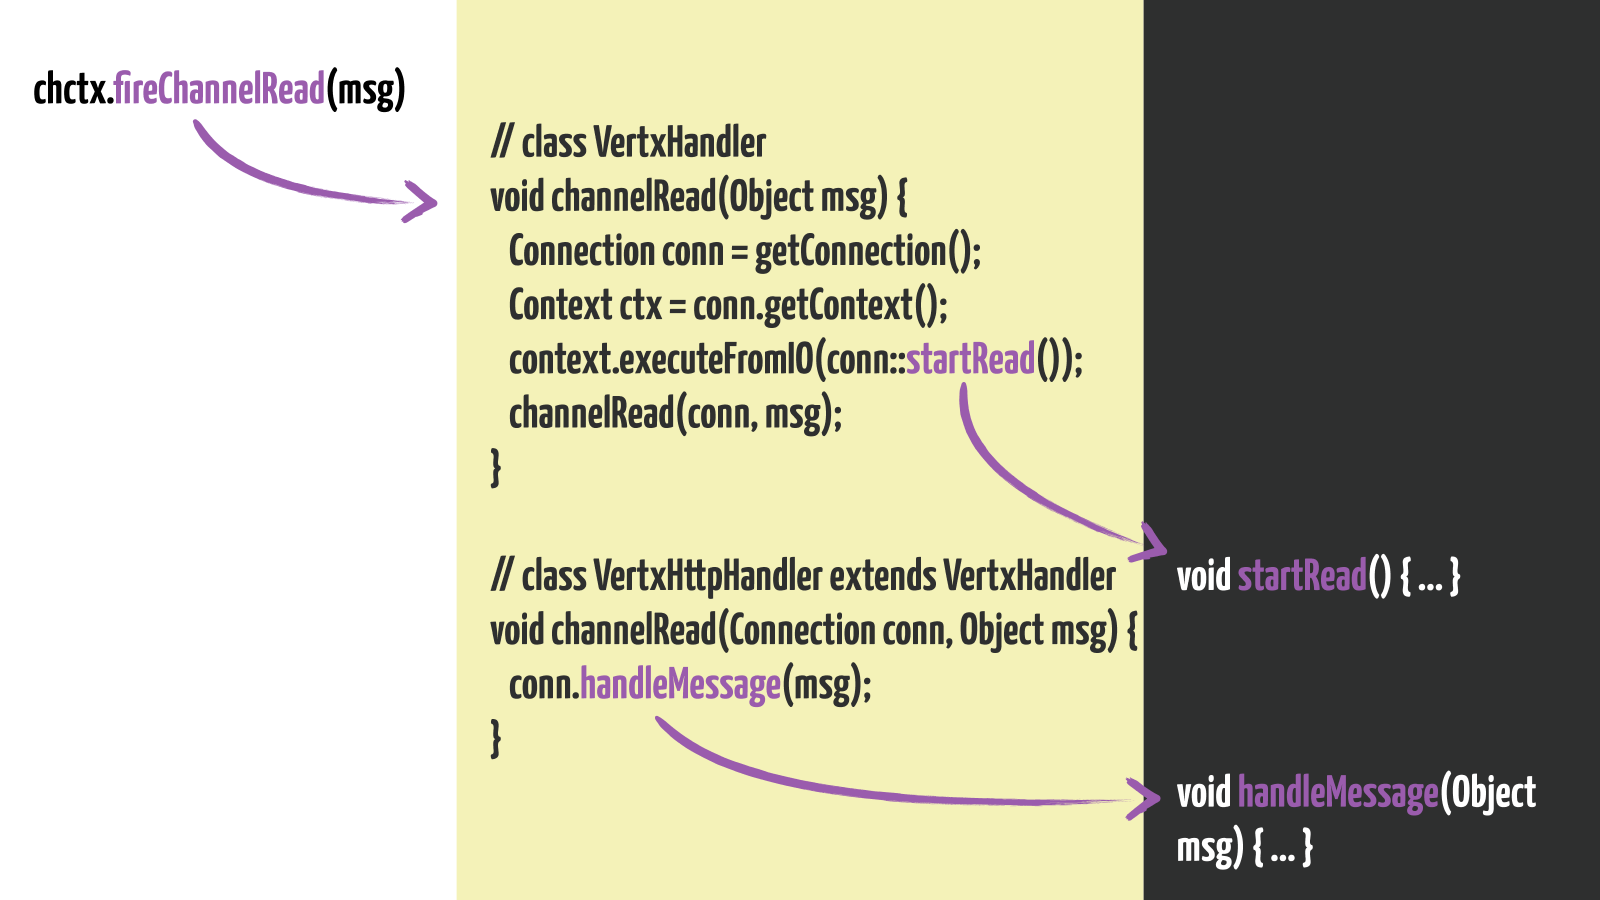 chctx.fireChannelRead(msg)
// class VertxHandler
void channelRead(Object msg) {
Connection conn = getConnection();
Context ctx = conn.getContext();
context.executeFromIO(conn::startRead());
channelRead(conn, msg);
}
// class VertxHttpHandler extends VertxHandler
void channelRead(Connection conn, Object msg) {
conn.handleMessage(msg);
}
void startRead() { ... }
void handleMessage(Object
msg) { ... }